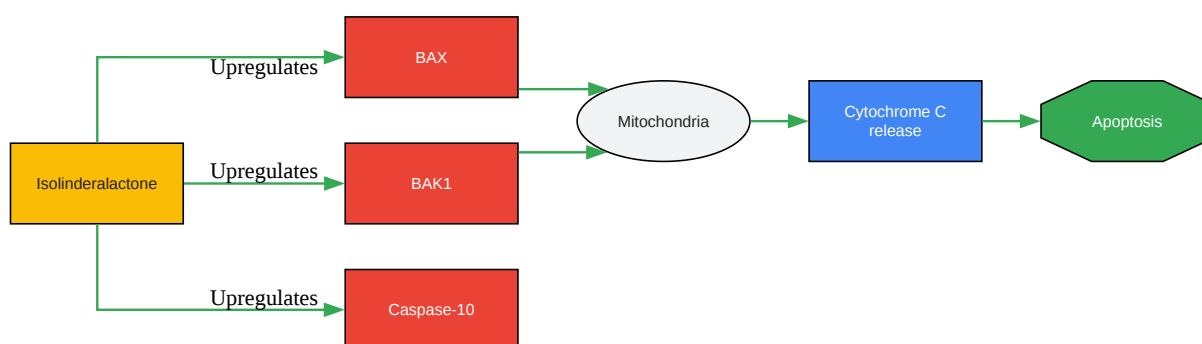 BAX
Upregulates
Mitochondria
Cytochrome C
release
Apoptosis
Isolinderalactone
Upregulates
BAK1
Upregulates
Caspase-10